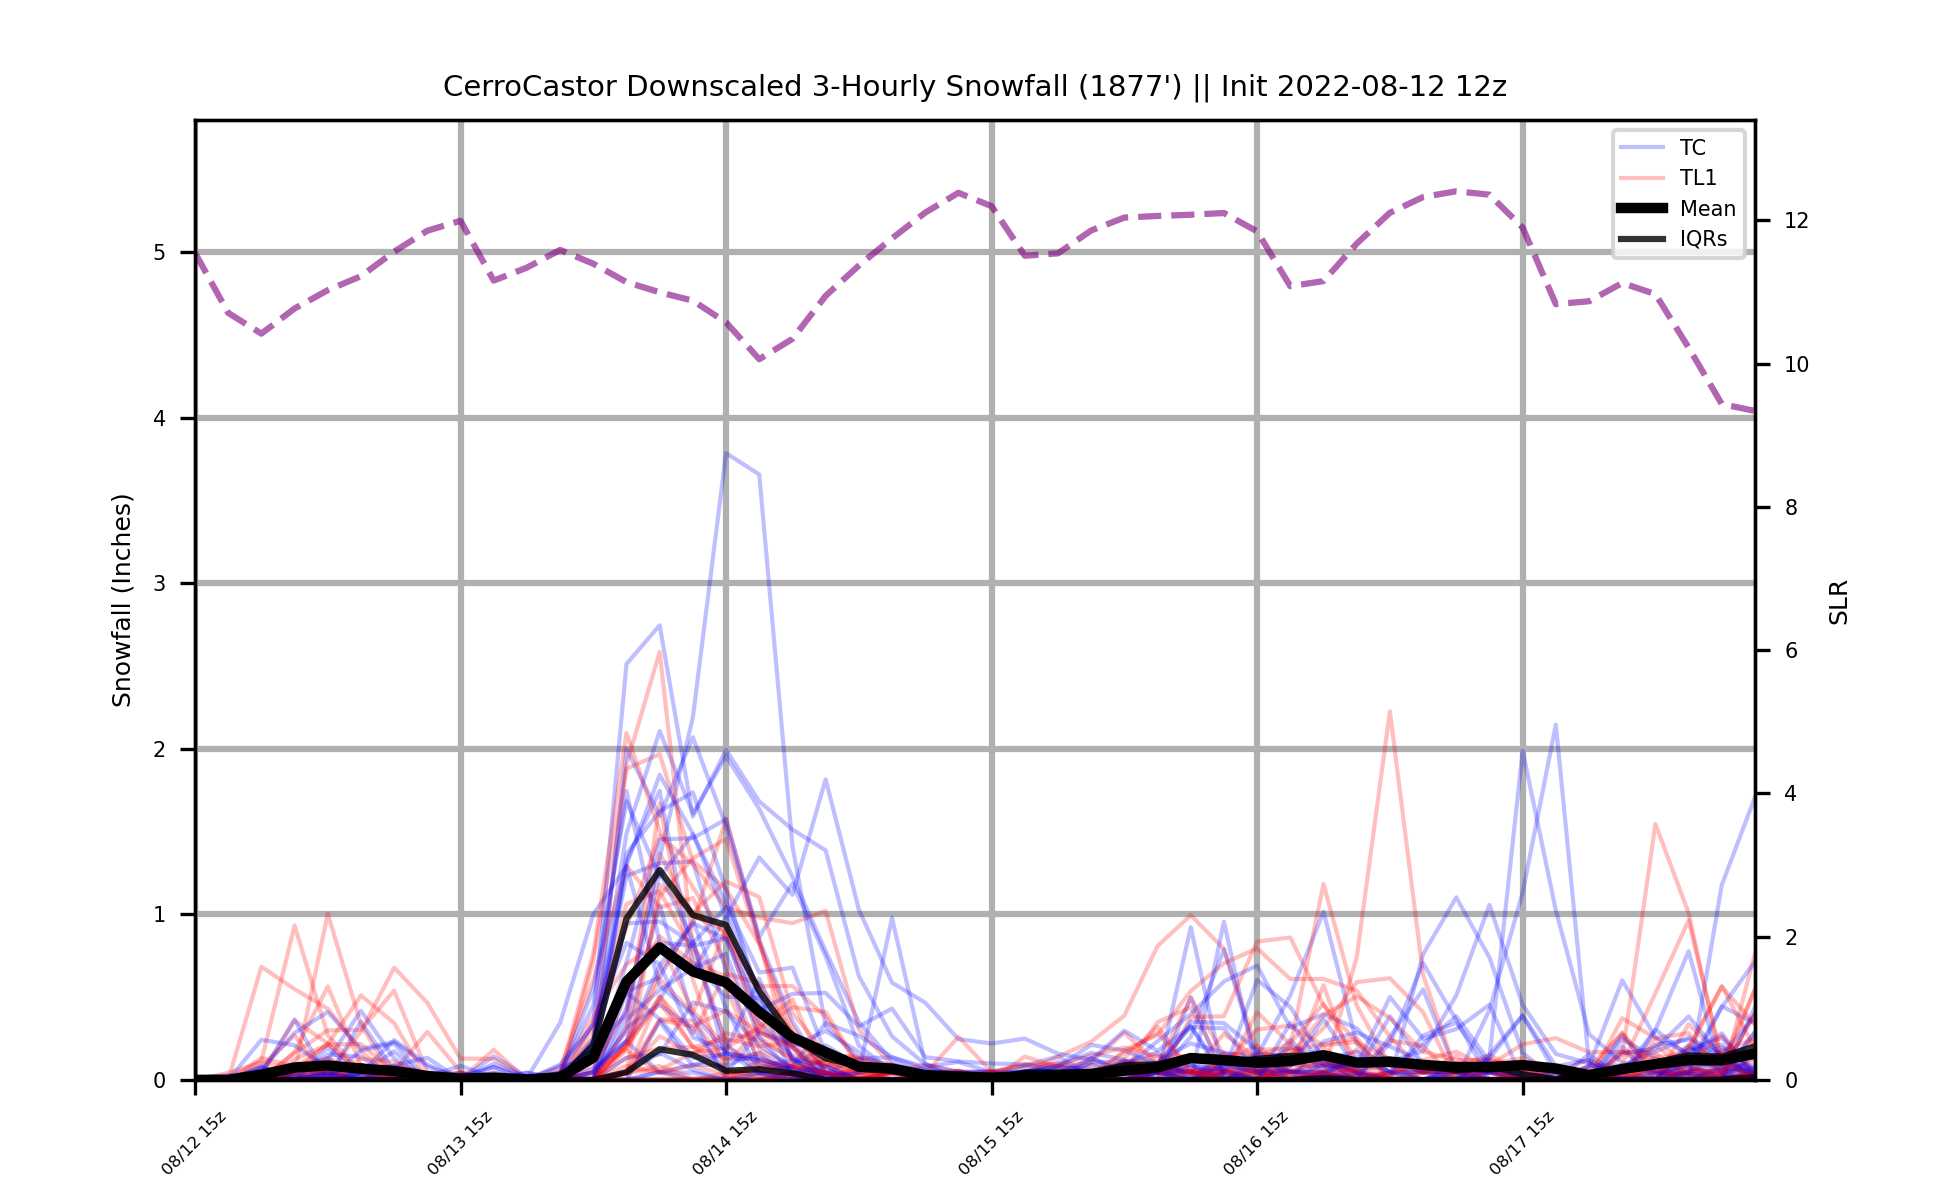 CerroCastor Downscaled 3-Hourly Snowfall (1877') || Init 2022-08-12 12z
TC
TL1
Mean
IQRs
Snowfall (Inches)
5
4
3
2
1
0
12
10
8
6
4
2
0
SLR
08/12 15z
08/13 15z
08/14 15z
08/15 15z
08/16 15z
08/17 15z